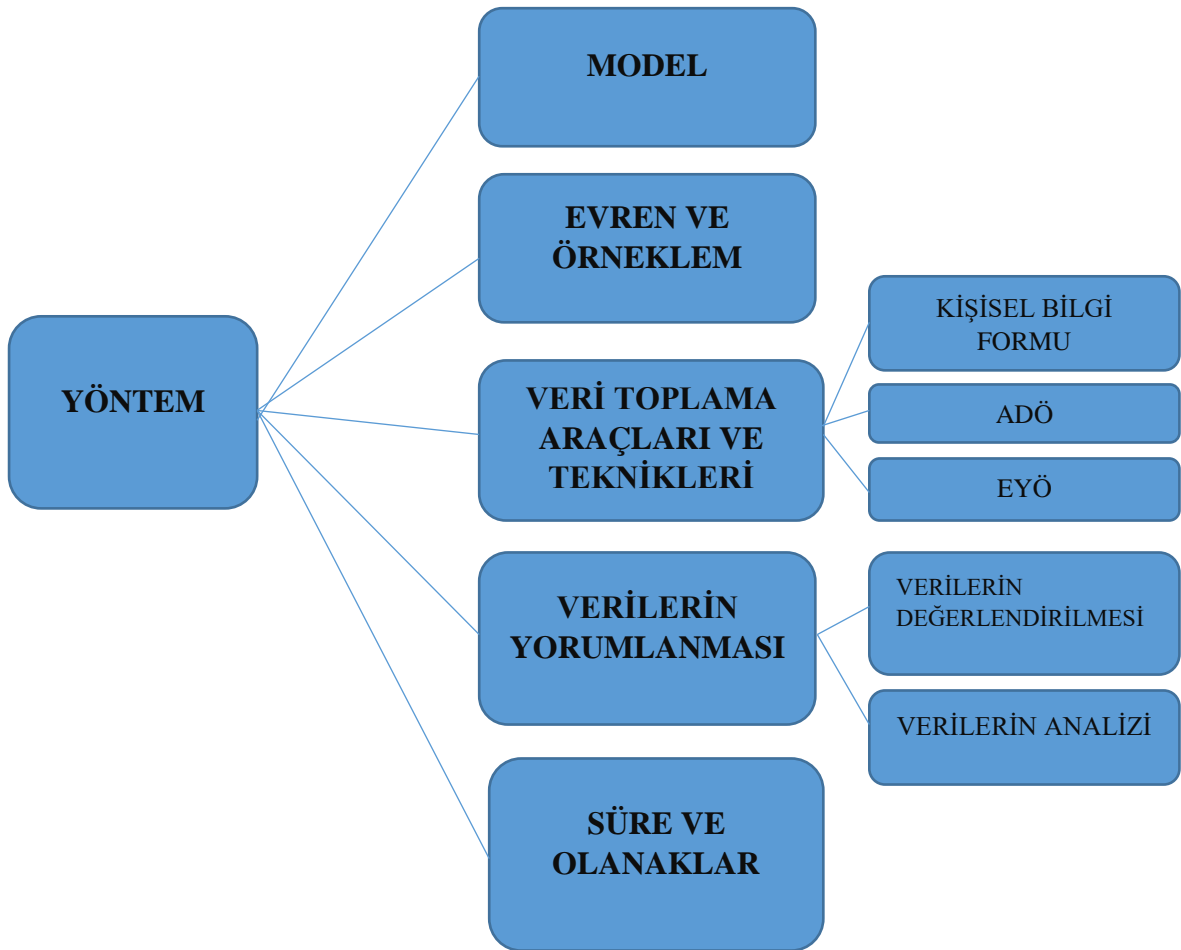 YÖNTEM
MODEL
EVREN VE
ÖRNEKLEM
VERİ TOPLAMA
ARAÇLARI VE
TEKNİKLERİ
KİŞİSEL BİLGİ
FORMU
ADÖ
EYÖ
VERİLERİN
YORUMLANMASI
VERİLERİN
DEĞERLENDİRİLMESİ
VERİLERİN ANALİZİ
SÜRE VE
OLANAKLAR